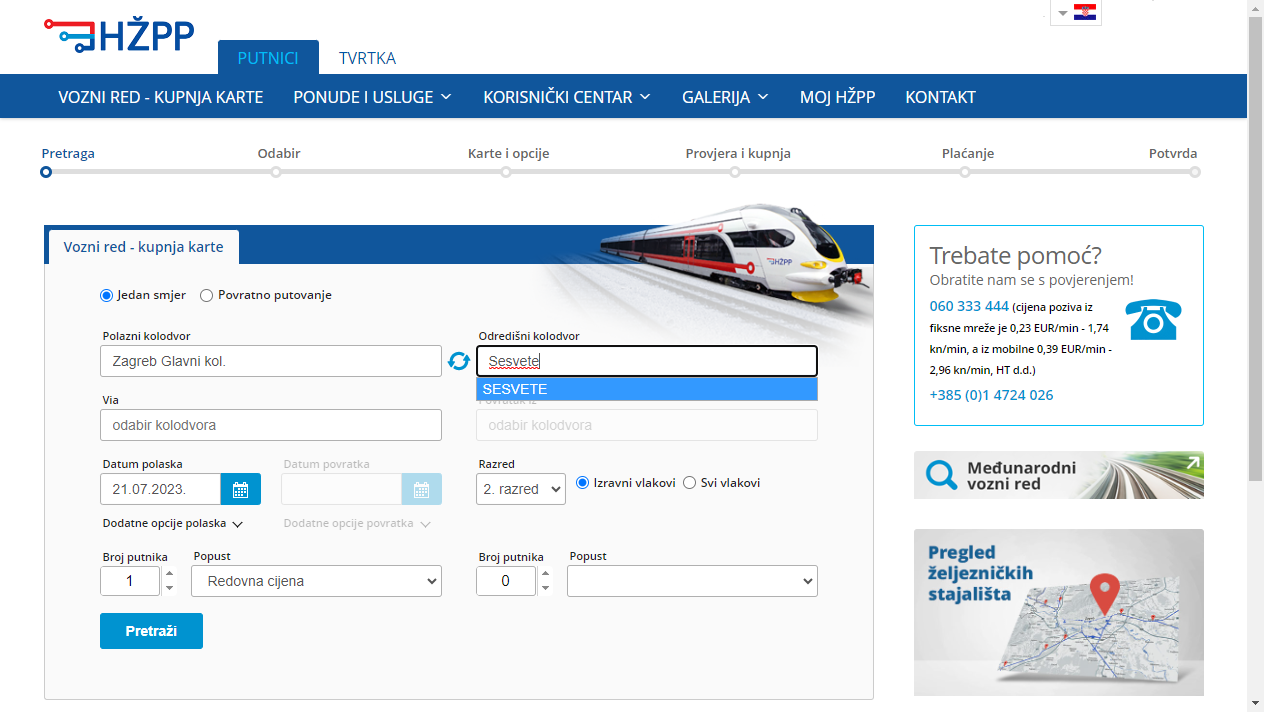 HŽPP
PUTNICI
TVRTKA
VOZNI RED - KUPNJA KARTE
PONUDE I USLUGE
KORISNIČKI CENTAR
GALERIJA
MOJ HŽPP
KONTAKT
Pretraga
Odabir
Karte i opcije
Provjera i kupnja
Plaćanje
Potvrda
Vozni red - kupnja karte
HŽPP
Jedan smjer
Povratno putovanje
Polazni kolodvor
Odredišni kolodvor
Zagreb Glavni kol.
Sesvete
SESVETE
Via
odabir kolodvora
odabir kolodvora
Datum polaska
Datum povratka
Razred
21.07.2023.
2. razred
Izravni vlakovi
Svi vlakovi
Dodatne opcije polaska
Dodatne opcije povratka
Broj putnika
Popust
Broj putnika
Popust
1
Redovna cijena
0
Pretraži
Trebate pomoć?
Obratite nam se s povjerenjem!
060 333 444 (cijena poziva iz
fiksne mreže je 0,23 EUR/min - 1,74
kn/min, a iz mobilne 0,39 EUR/min -
2,96 kn/min, HT d.d.)
+385 (0)1 4724 026
Međunarodni
vozni red
Pregled
željezničkih
stajališta